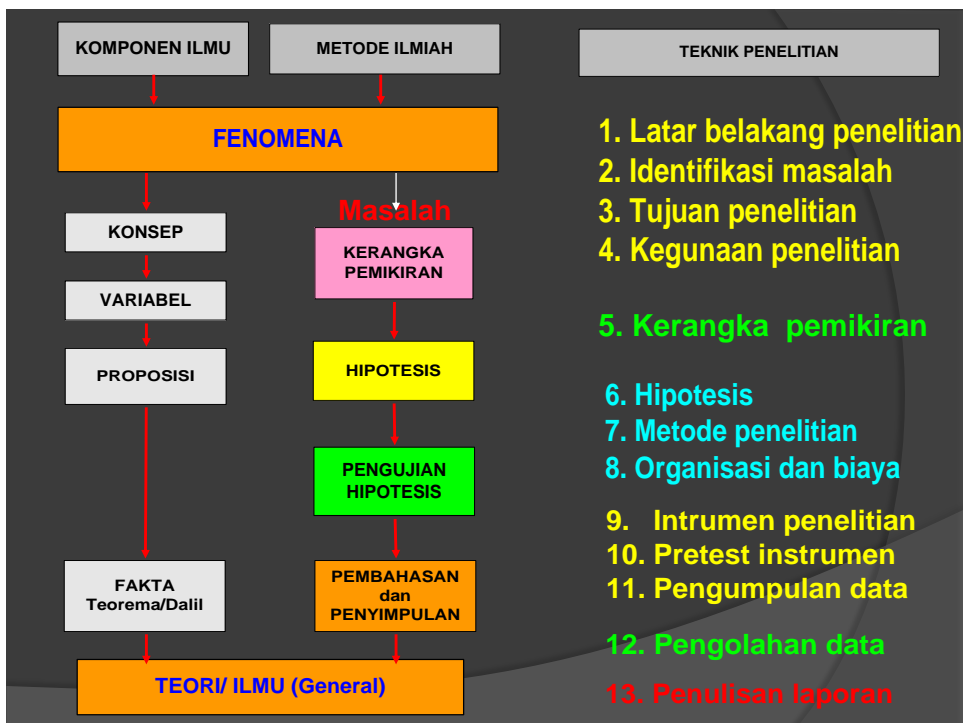 KOMPONEN ILMU
METODE ILMIAH
TEKNIK PENELITIAN
FENOMENA
KONSEP
VARIABEL
PROPOSISI
FAKTA
Teorema/Dalil
Masalah
KERANGKA
PEMIKIRAN
HIPOTESIS
PENGUJIAN
HIPOTESIS
PEMBAHASAN
dan
PENYIMPULAN
TEORI/ ILMU (General)
1. Latar belakang penelitian
2. Identifikasi masalah
3. Tujuan penelitian
4. Kegunaan penelitian
5. Kerangka pemikiran
6. Hipotesis
7. Metode penelitian
8. Organisasi dan biaya
9. Intrumen penelitian
10. Pretest instrumen
11. Pengumpulan data
12. Pengolahan data
13. Penulisan laporan